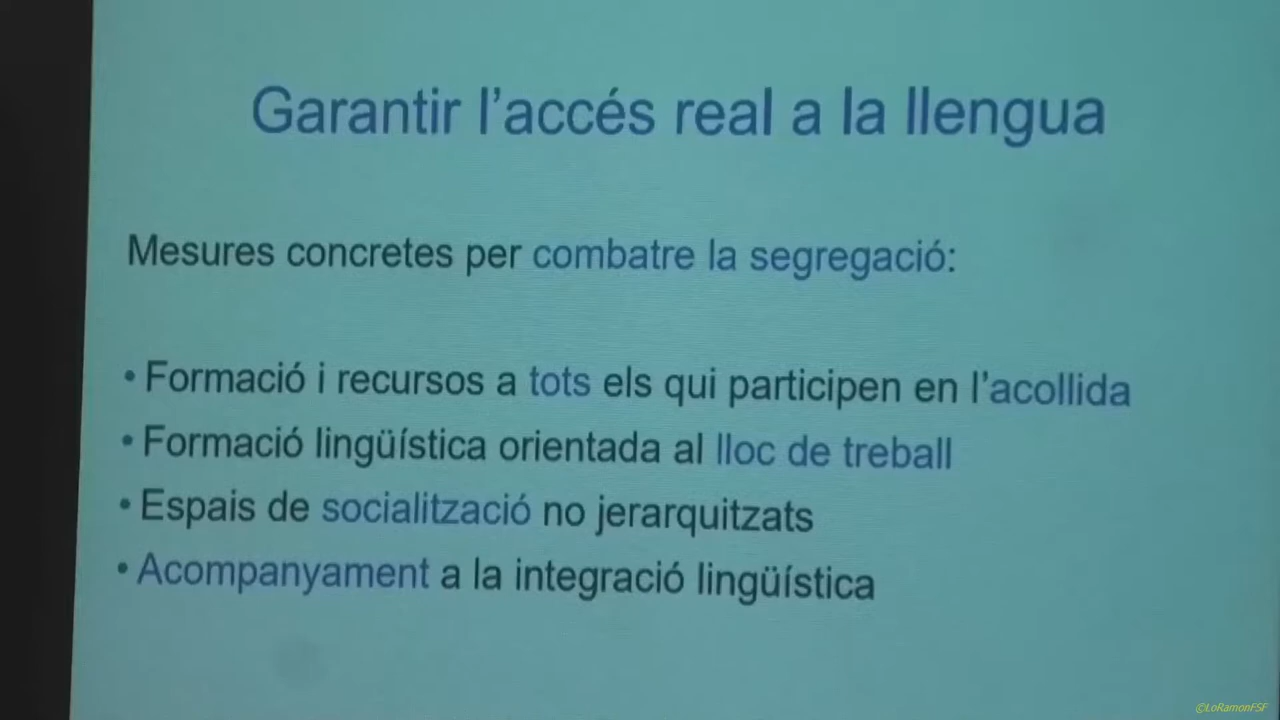 Garantir l'accés real a la llengua
Mesures concretes per combatre la segregació:
• Formació i recursos a tots els qui participen en l'acollida
• Formació lingüística orientada al lloc de treball
• Espais de socialització no jerarquitzats
• Acompanyament a la integració lingüística
©LoRamonFSF